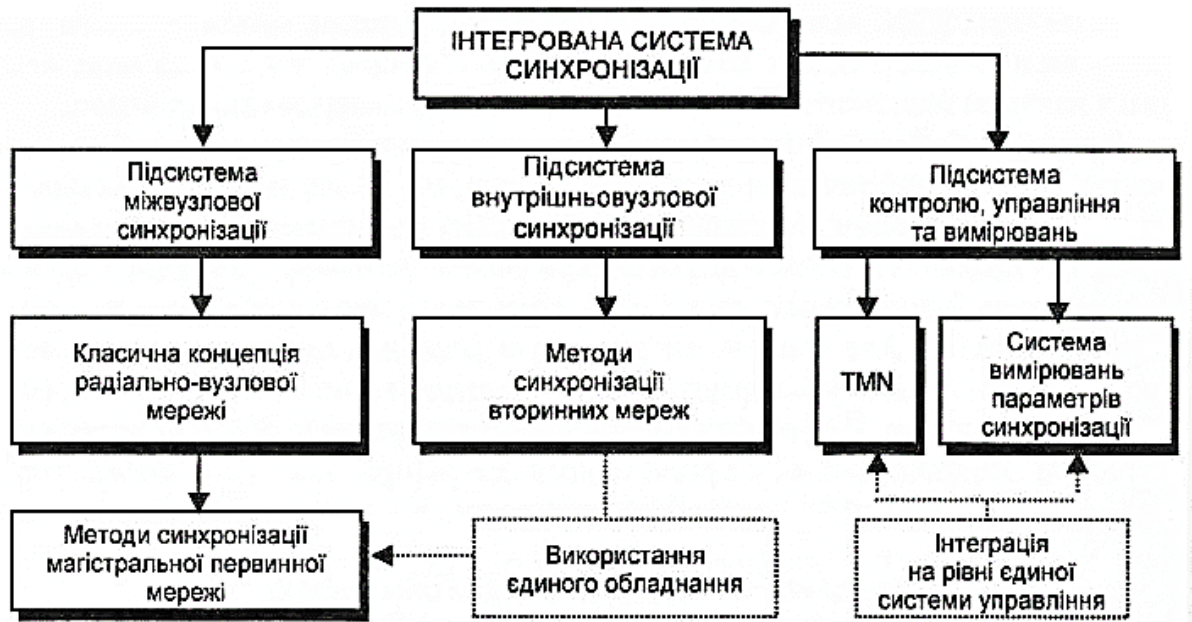 ІНТЕГРОВАНА СИСТЕМА
СИНХРОНІЗАЦІЇ
Підсистема
міжвузлової
синхронізації
Підсистема
внутрішньовузлової
синхронізації
Підсистема
контролю, управління
та вимірювань
Класична концепція
радіально-вузлової
мережі
Методи
синхронізації
вторинних мереж
TMN
Система
вимірювань
параметрів
синхронізації
Методи синхронізації
магістральної первинної
мережі
Використання
єдиного обладнання
Інтеграція
на рівні єдиної
системи управління